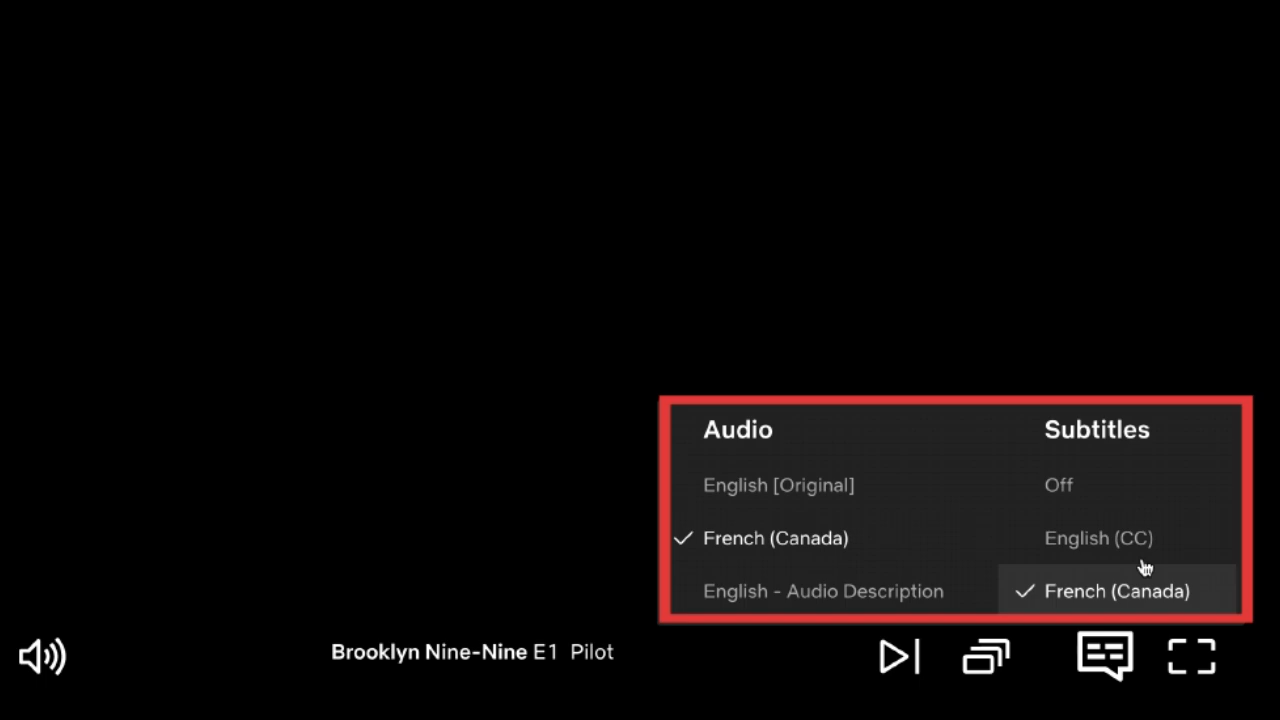 Audio
English [Original]
French (Canada)
English - Audio Description
Subtitles
Off
English (CC)
French (Canada)
Brooklyn Nine-Nine E1 Pilot